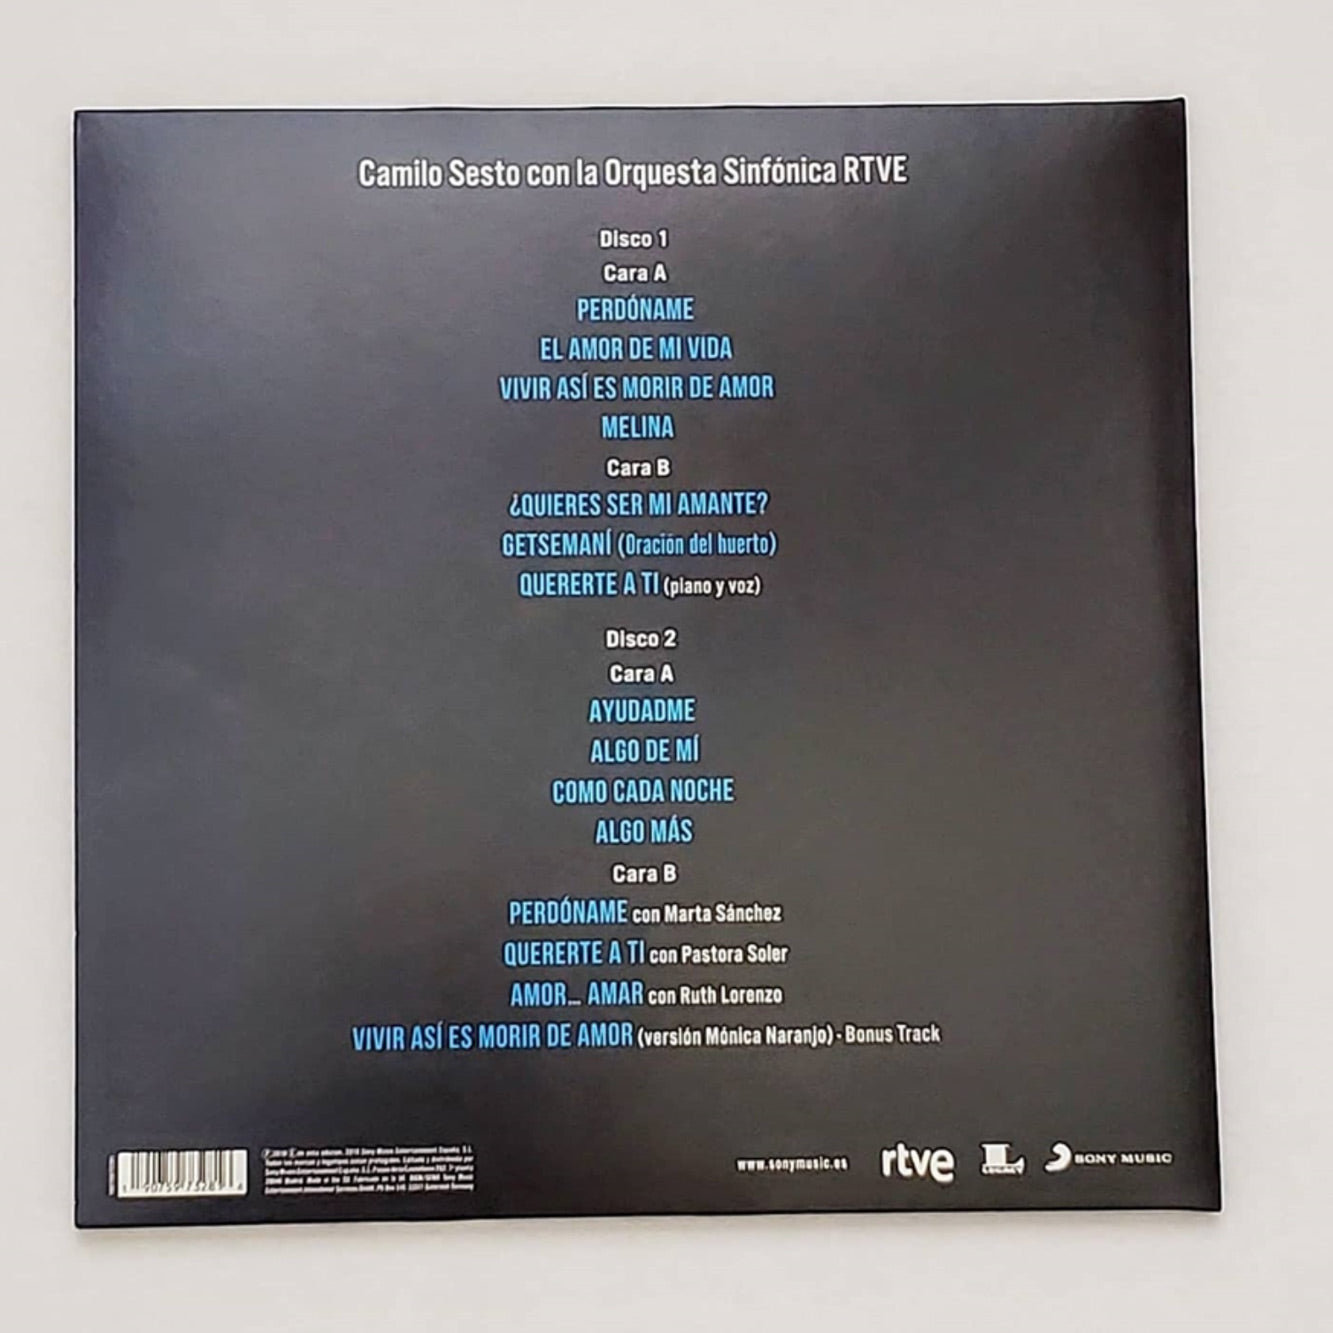 Camilo Sesto con la Orquesta Sinfónica RTVE
Disco 1
Cara A
PERDÓNAME
EL AMOR DE MI VIDA
VIVIR ASÍ ES MORIR DE AMOR
MELINA
Cara B
¿QUIERES SER MI AMANTE?
GETSEMANÍ (Oración del huerto)
QUERERTE A TI (piano y voz)
Disco 2
Cara A
AYUDADME
ALGO DE MÍ
COMO CADA NOCHE
ALGO MÁS
Cara B
PERDÓNAME con Marta Sánchez
QUERERTE A TI con Pastora Soler
AMOR... AMAR con Ruth Lorenzo
VIVIR ASÍ ES MORIR DE AMOR (versión Mónica Naranjo) - Bonus Track
www.sonymusic.es
rtve
LEGACY
SONY MUSIC